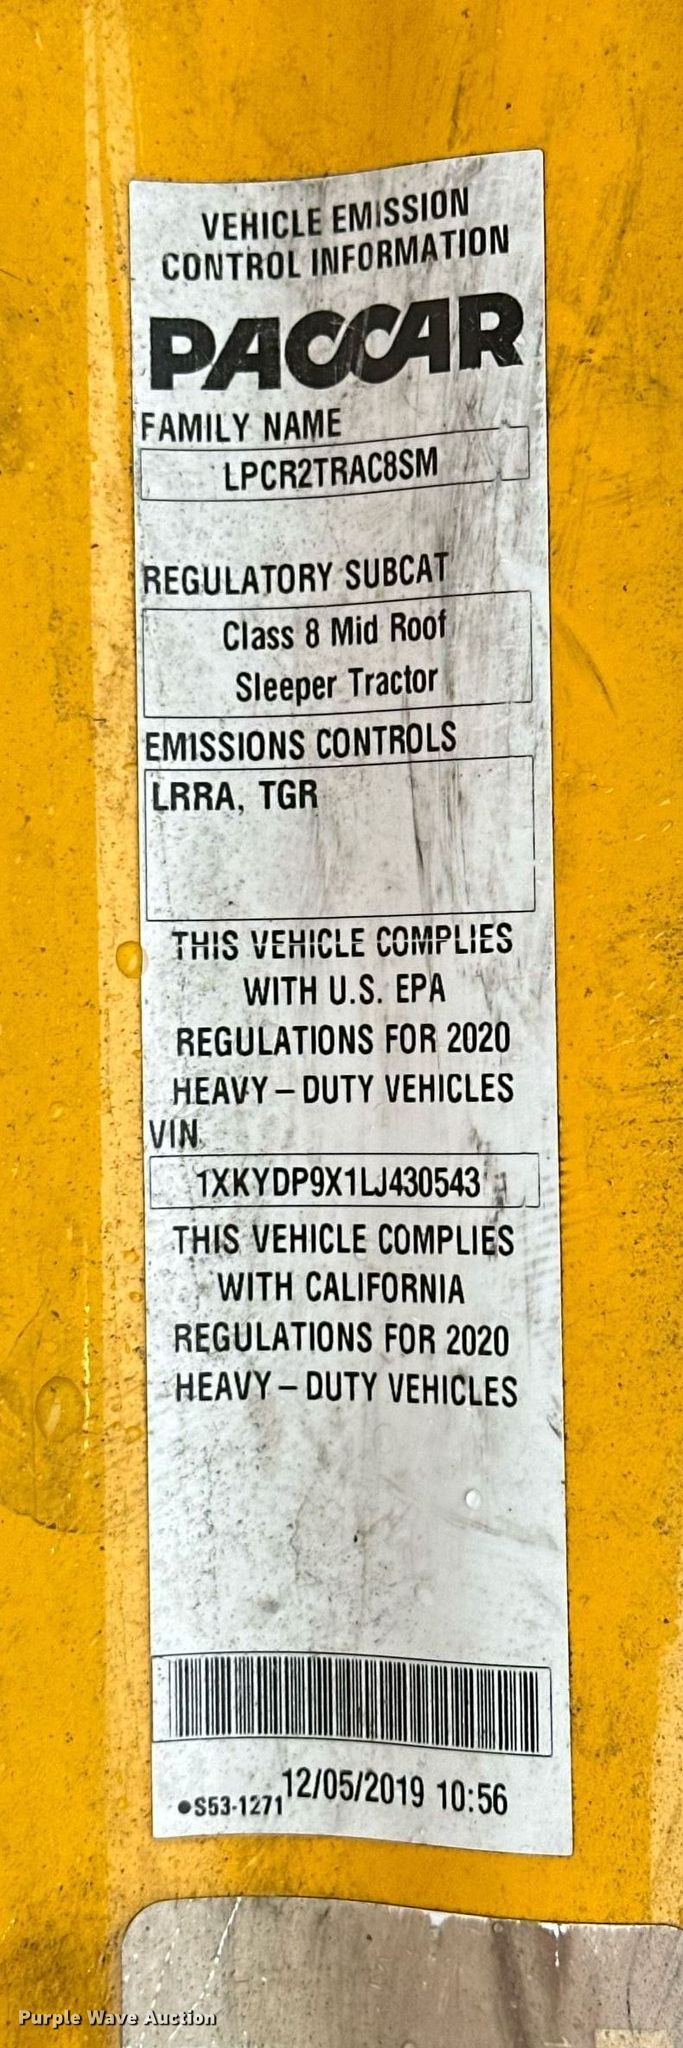 VEHICLE EMISSION
CONTROL INFORMATION
PACCAR
FAMILY NAME
LPCR2TRAC8SM
REGULATORY SUBCAT
Class 8 Mid Roof
Sleeper Tractor
EMISSIONS CONTROLS
LRRA, TGR
THIS VEHICLE COMPLIES
WITH U.S. EPA
REGULATIONS FOR 2020
HEAVY – DUTY VEHICLES
VIN
1XKYDP9X1LJ430543
THIS VEHICLE COMPLIES
WITH CALIFORNIA
REGULATIONS FOR 2020
HEAVY – DUTY VEHICLES
●S53-1271 12/05/2019 10:56
Purple Wave Auction